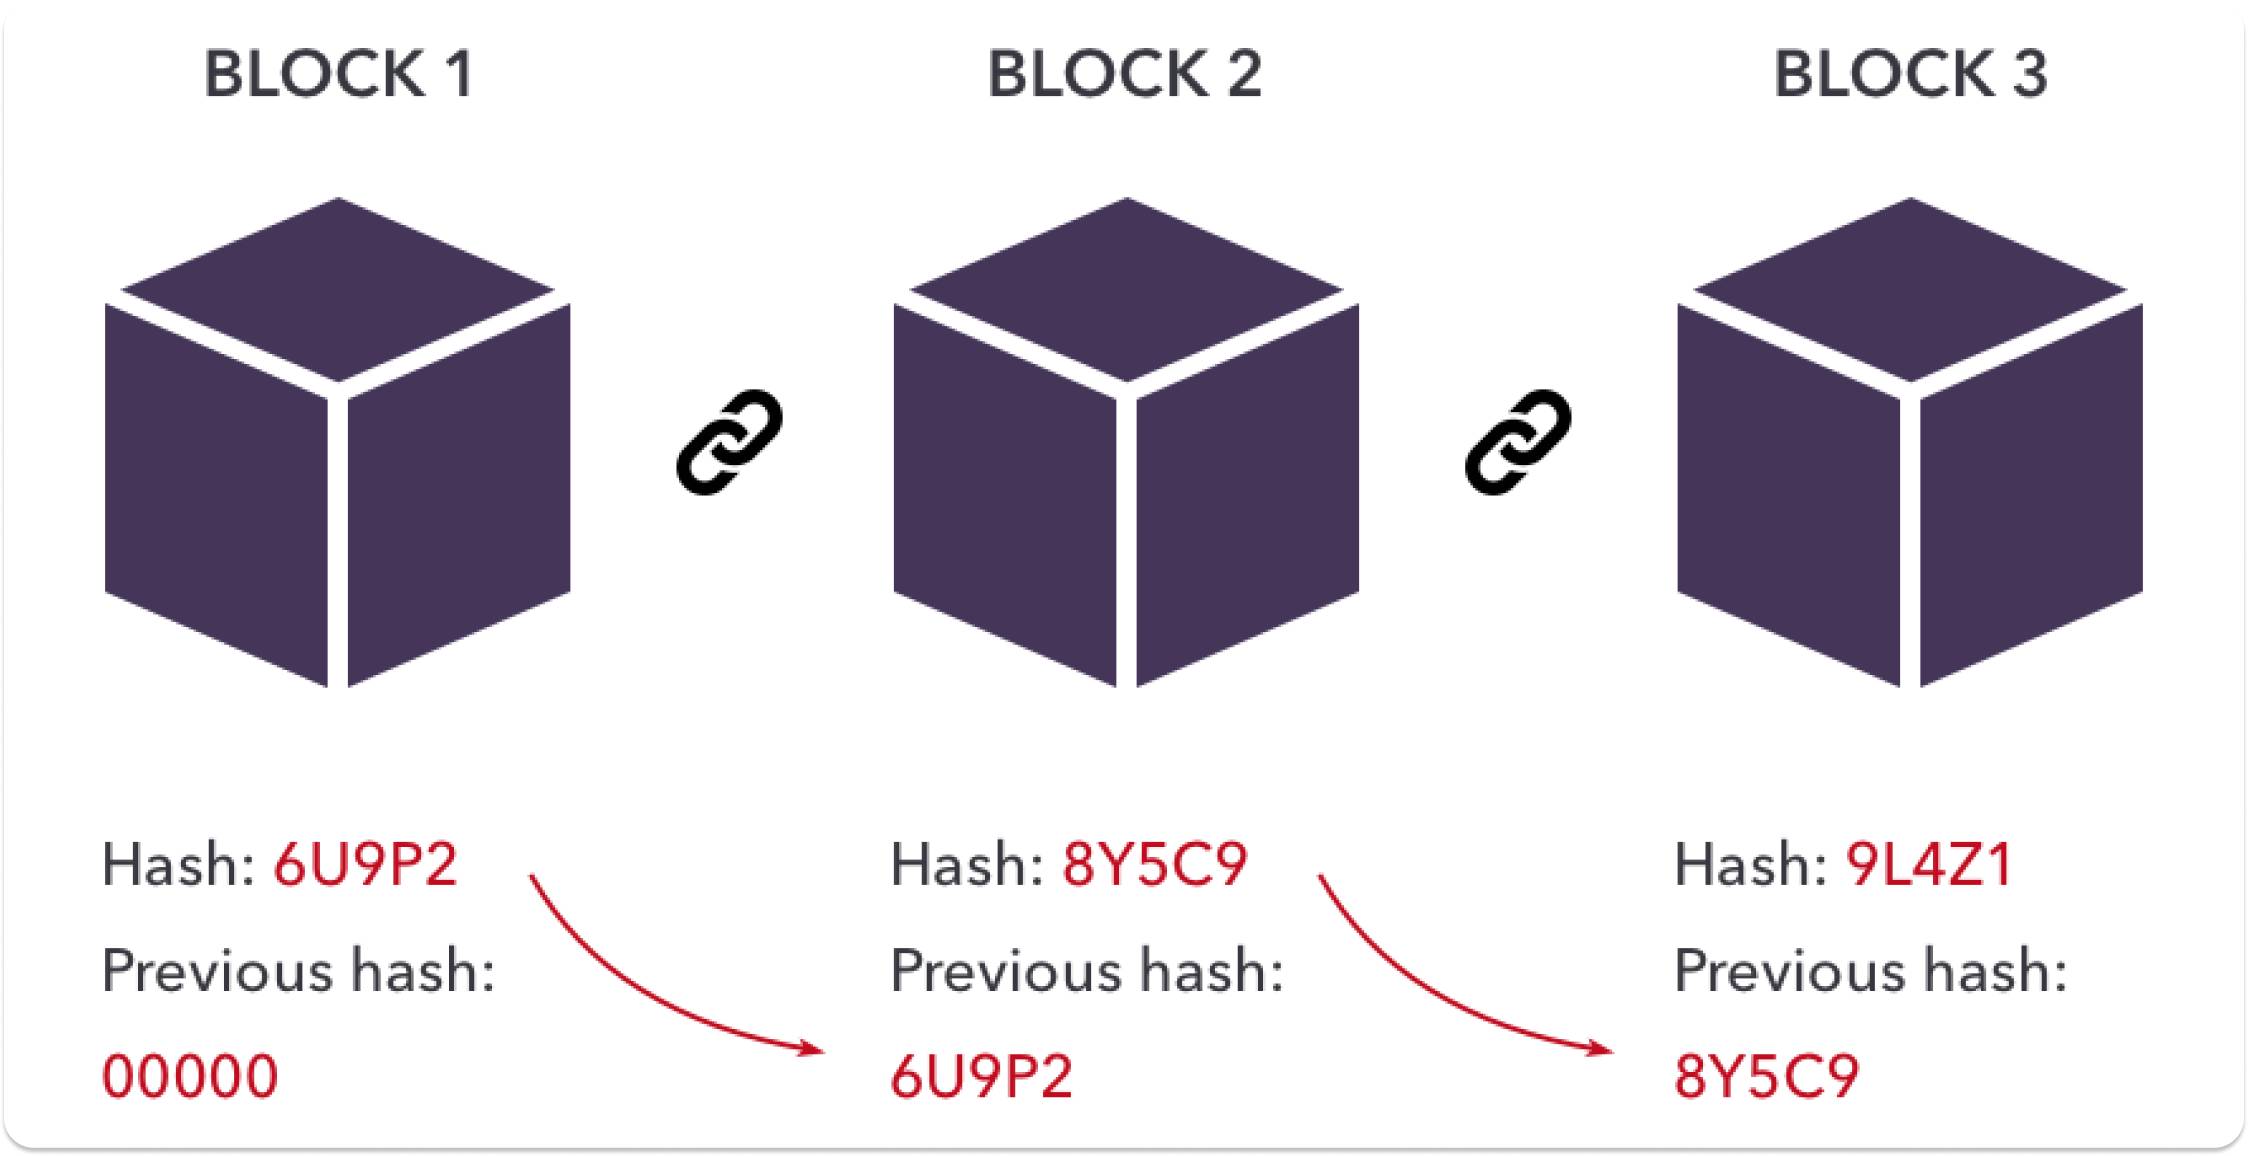 BLOCK 1
BLOCK 2
BLOCK 3
Hash: 6U9P2
Previous hash:
00000
Hash: 8Y5C9
Previous hash:
6U9P2
Hash: 9L4Z1
Previous hash:
8Y5C9